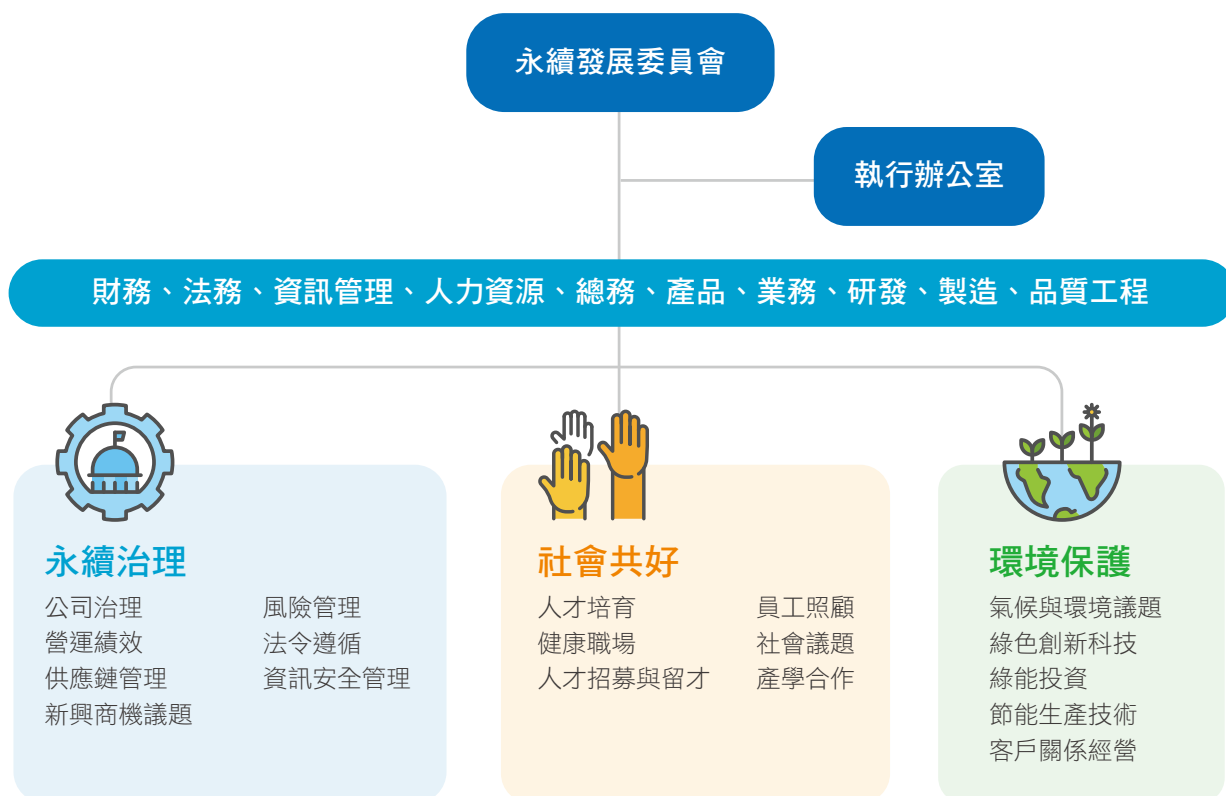 永續發展委員會
執行辦公室
財務、法務、資訊管理、人力資源、總務、產品、業務、研發、製造、品質工程
永續治理
公司治理
營運績效
供應鏈管理
新興商機議題
風險管理
法令遵循
資訊安全管理
社會共好
人才培育
健康職場
人才招募與留才
員工照顧
社會議題
產學合作
環境保護
氣候與環境議題
綠色創新科技
綠能投資
節能生產技術
客戶關係經營